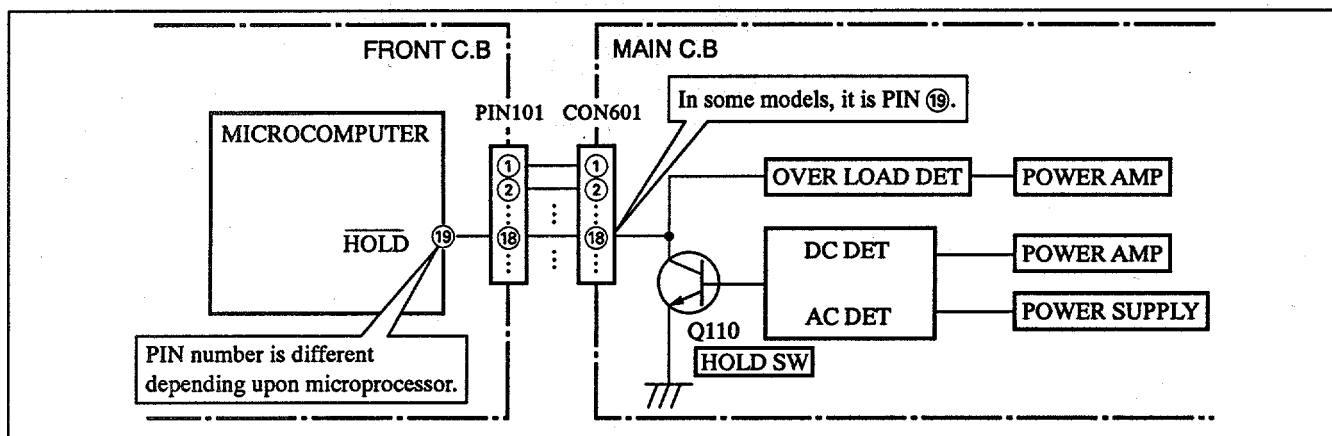 FRONT C.B
MAIN C.B
PIN101
CON601
In some models, it is PIN ⑲.
MICROCOMPUTER
①
①
②
②
HOLD
⑲
⑱
⑱
OVER LOAD DET
POWER AMP
DC DET
AC DET
POWER AMP
POWER SUPPLY
Q110
HOLD SW
PIN number is different
depending upon microprocessor.